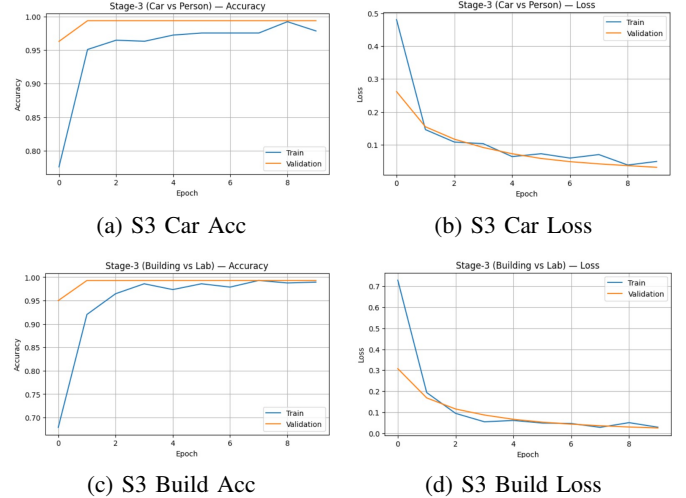 Stage-3 (Car vs Person) — Accuracy
1.00
0.95
0.90
0.85
0.80
Accuracy
Train
Validation
0 2 4 6 8
Epoch
(a) S3 Car Acc
Stage-3 (Car vs Person) — Loss
0.5
0.4
0.3
0.2
0.1
Loss
Train
Validation
0 2 4 6 8
Epoch
(b) S3 Car Loss
Stage-3 (Building vs Lab) — Accuracy
1.00
0.95
0.90
0.85
0.80
0.75
0.70
Accuracy
Train
Validation
0 2 4 6 8
Epoch
(c) S3 Build Acc
Stage-3 (Building vs Lab) — Loss
0.7
0.6
0.5
0.4
0.3
0.2
0.1
0.0
Loss
Train
Validation
0 2 4 6 8
Epoch
(d) S3 Build Loss